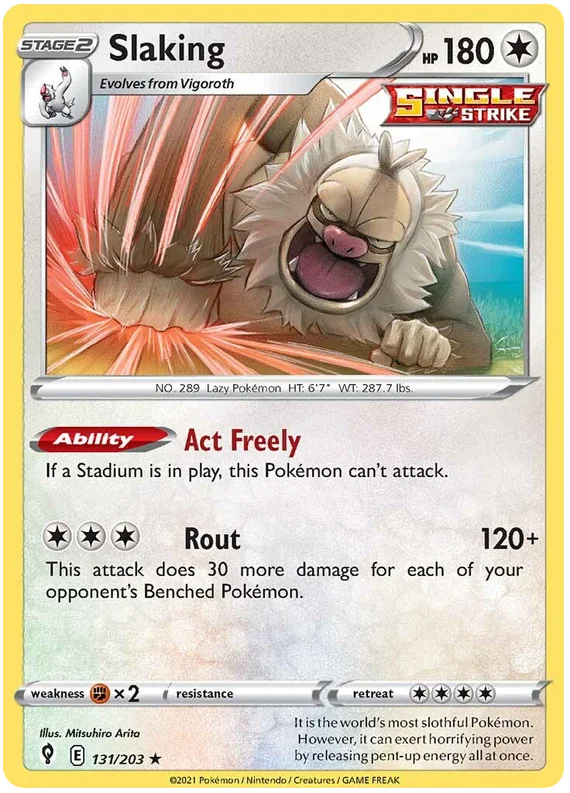 STAGE2 Slaking HP 180
Evolves from Vigoroth
SINGLE
STRIKE
NO. 289 Lazy Pokémon HT: 6'7" WT: 287.7 lbs.
Ability Act Freely
If a Stadium is in play, this Pokémon can't attack.
Rout 120+
This attack does 30 more damage for each of your
opponent's Benched Pokémon.
weakness ×2 resistance retreat
Illus. Mitsuhiro Arita
E 131/203 ★
It is the world's most slothful Pokémon.
However, it can exert horrifying power
by releasing pent-up energy all at once.
©2021 Pokémon / Nintendo / Creatures / GAME FREAK